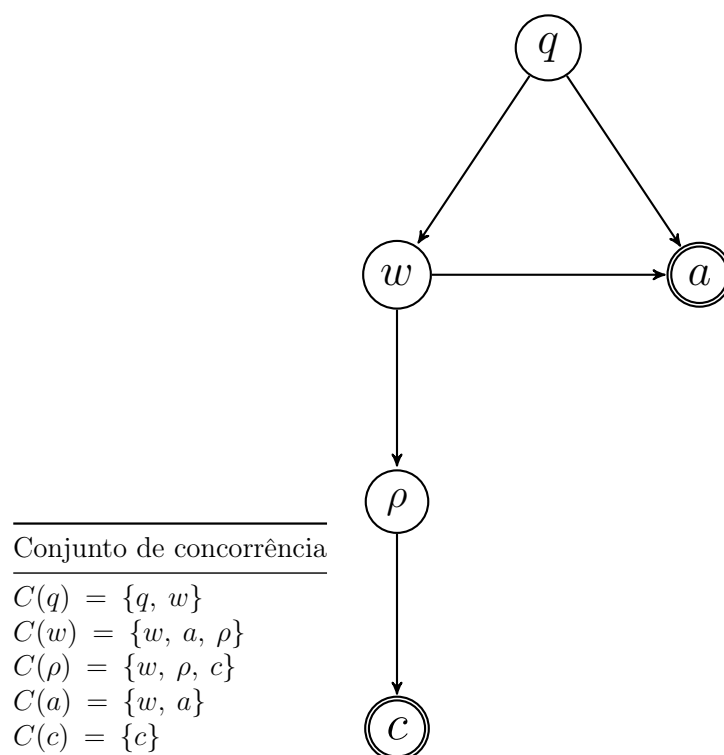 q
w
a
ρ
c
Conjunto de concorrência
C(q) = {q, w}
C(w) = {w, a, ρ}
C(ρ) = {w, ρ, c}
C(a) = {w, a}
C(c) = {c}